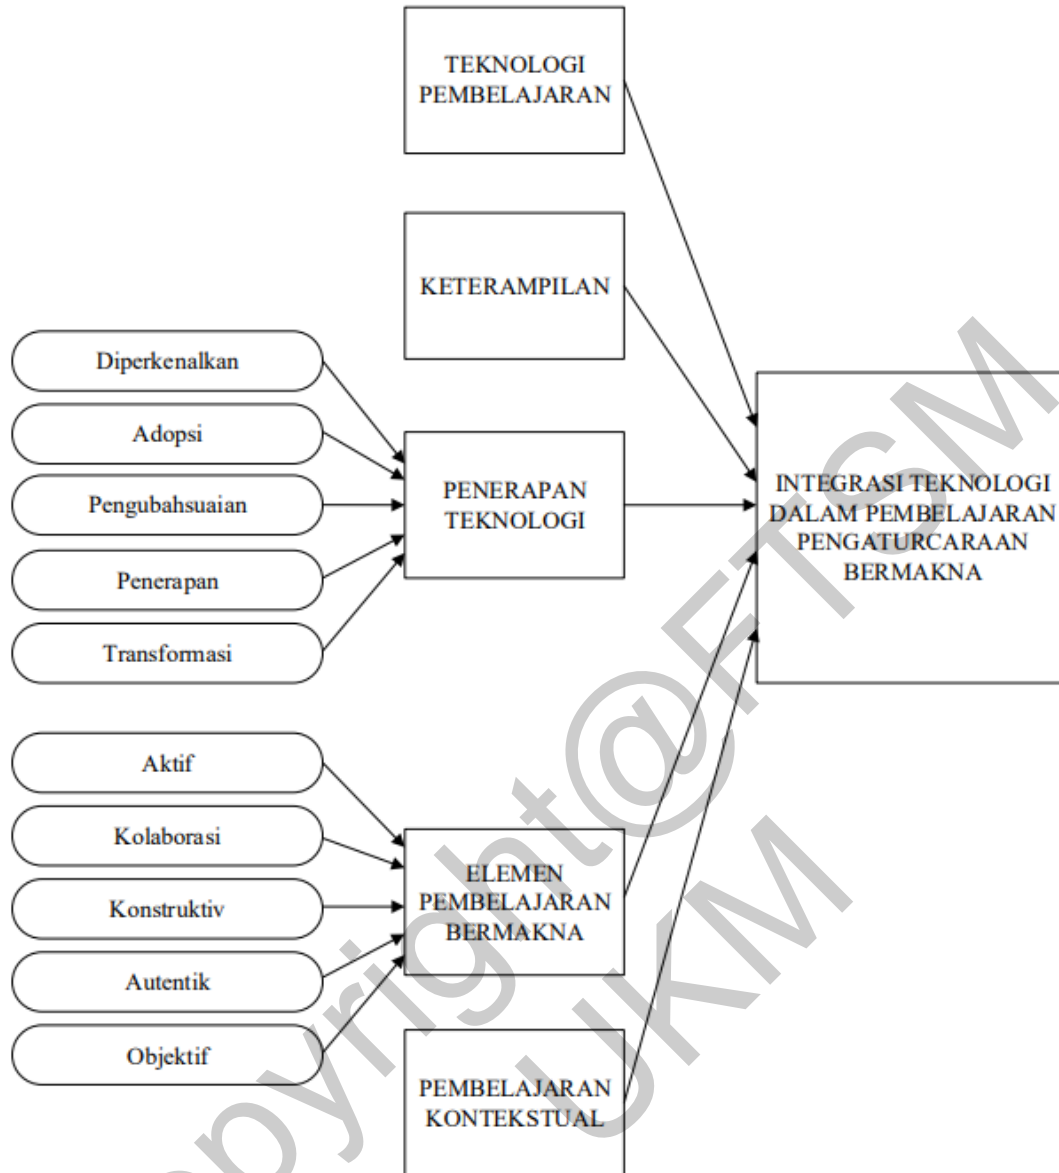 TEKNOLOGI
PEMBELAJARAN
KETERAMPILAN
Diperkenalkan
Adopsi
Pengubahsuaian
Penerapan
Transformasi
PENERAPAN
TEKNOLOGI
INTEGRASI TEKNOLOGI
DALAM PEMBELAJARAN
PENGATURCARAAN
BERMAKNA
Aktif
Kolaborasi
Konstruktiv
Autentik
Objektif
ELEMEN
PEMBELAJARAN
BERMAKNA
PEMBELAJARAN
KONTEKSTUAL
opyright@FTSM
UKM